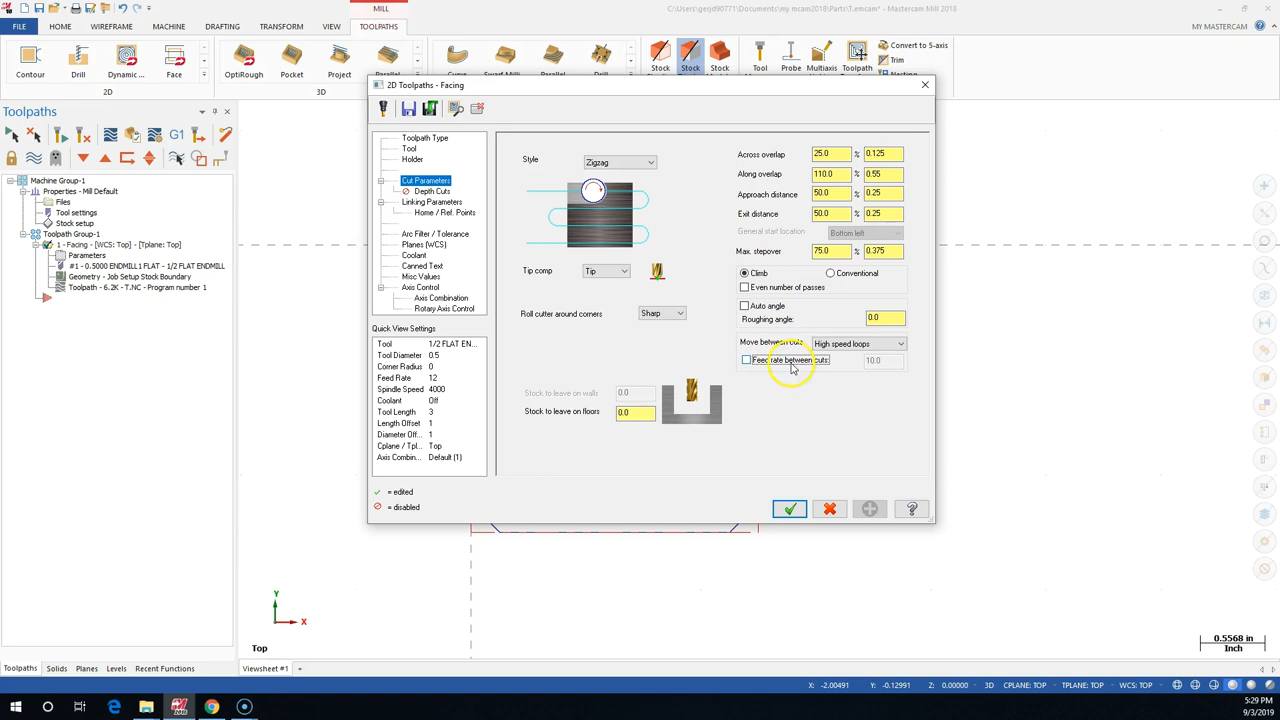 MILL
C:\Users\gerjd90771\Documents\my mcam2018\Parts\T.emcam* - Mastercam Mill 2018
FILE HOME WIREFRAME MACHINE DRAFTING TRANSFORM VIEW TOOLPATHS MY MASTERCAM
Contour Drill Dynamic ... Face OptiRough Pocket Project Parallel Curve Swarf Mill Parallel Drill Stock Stock Stock Tool Probe Multiaxis Toolpath
Convert to 5-axis
Trim
Nesting
2D 3D
Toolpaths
G1
Machine Group-1
Properties - Mill Default
Files
Tool settings
Stock setup
Toolpath Group-1
1 - Facing - [WCS: Top] - [Tplane: Top]
Parameters
#1 - 0.5000 ENDMILL1 FLAT - 1/2 FLAT ENDMILL
Geometry - Job Setup Stock Boundary
Toolpath - 6.2K - T.NC - Program number 1
2D Toolpaths - Facing
Toolpath Type
Tool
Holder
Cut Parameters
Depth Cuts
Linking Parameters
Home / Ref. Points
Arc Filter / Tolerance
Planes (WCS)
Coolant
Canned Text
Misc Values
Axis Control
Axis Combination
Rotary Axis Control
Quick View Settings
Tool 1/2 FLAT EN...
Tool Diameter 0.5
Corner Radius 0
Feed Rate 12
Spindle Speed 4000
Coolant Off
Tool Length 3
Length Offset 1
Diameter Off... 1
Cplane / Tpl... Top
Axis Combin... Default (1)
= edited
= disabled
Style Zigzag
Tip comp Tip
Roll cutter around corners Sharp
Stock to leave on walls 0.0
Stock to leave on floors 0.0
Across overlap 25.0 % 0.125
Along overlap 110.0 % 0.55
Approach distance 50.0 % 0.25
Exit distance 50.0 % 0.25
General start location Bottom left
Max. stepover 75.0 % 0.375
Climb Conventional
Even number of passes
Auto angle
Roughing angle: 0.0
Move between cuts High speed loops
Feed rate between cuts: 10.0
Y
X
Top
0.5568 in
Inch
Toolpaths Solids Planes Levels Recent Functions
Viewsheet #1 +
X: -2.00491 Y: -0.12991 Z: 0.00000 3D CPLANE: TOP TPLANE: TOP WCS: TOP
5:29 PM
9/3/2019